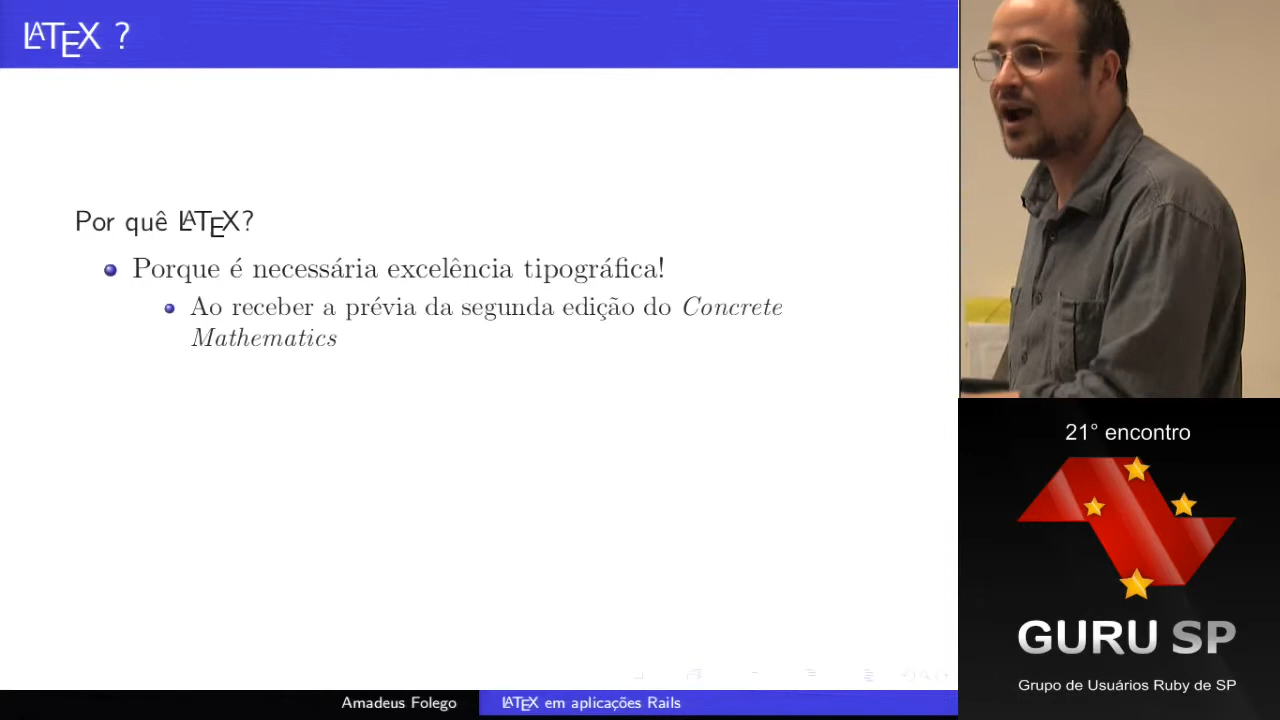 LATEX ?
Por quê LATEX?
Porque é necessária excelência tipográfica!
Ao receber a prévia da segunda edição do Concrete
Mathematics
Amadeus Folego
LATEX em aplicações Rails
21° encontro
GURU SP
Grupo de Usuários Ruby de SP